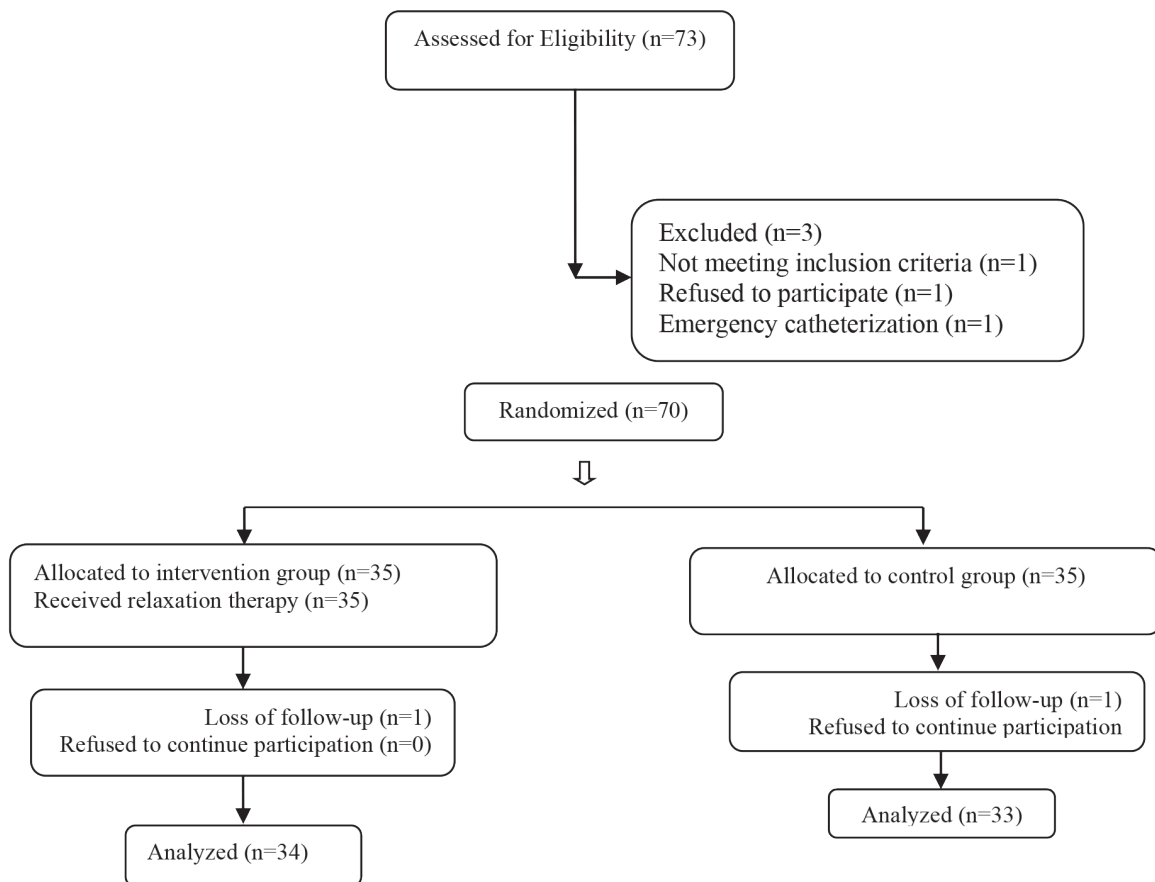 Assessed for Eligibility (n=73)
Excluded (n=3)
Not meeting inclusion criteria (n=1)
Refused to participate (n=1)
Emergency catheterization (n=1)
Randomized (n=70)
Allocated to intervention group (n=35)
Received relaxation therapy (n=35)
Allocated to control group (n=35)
Loss of follow-up (n=1)
Refused to continue participation (n=0)
Loss of follow-up (n=1)
Refused to continue participation
Analyzed (n=34)
Analyzed (n=33)